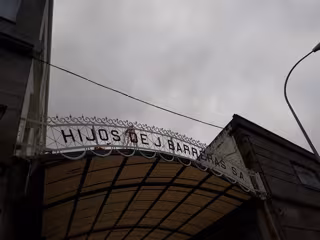 HIJOS DE J. BARRERAS S.A.